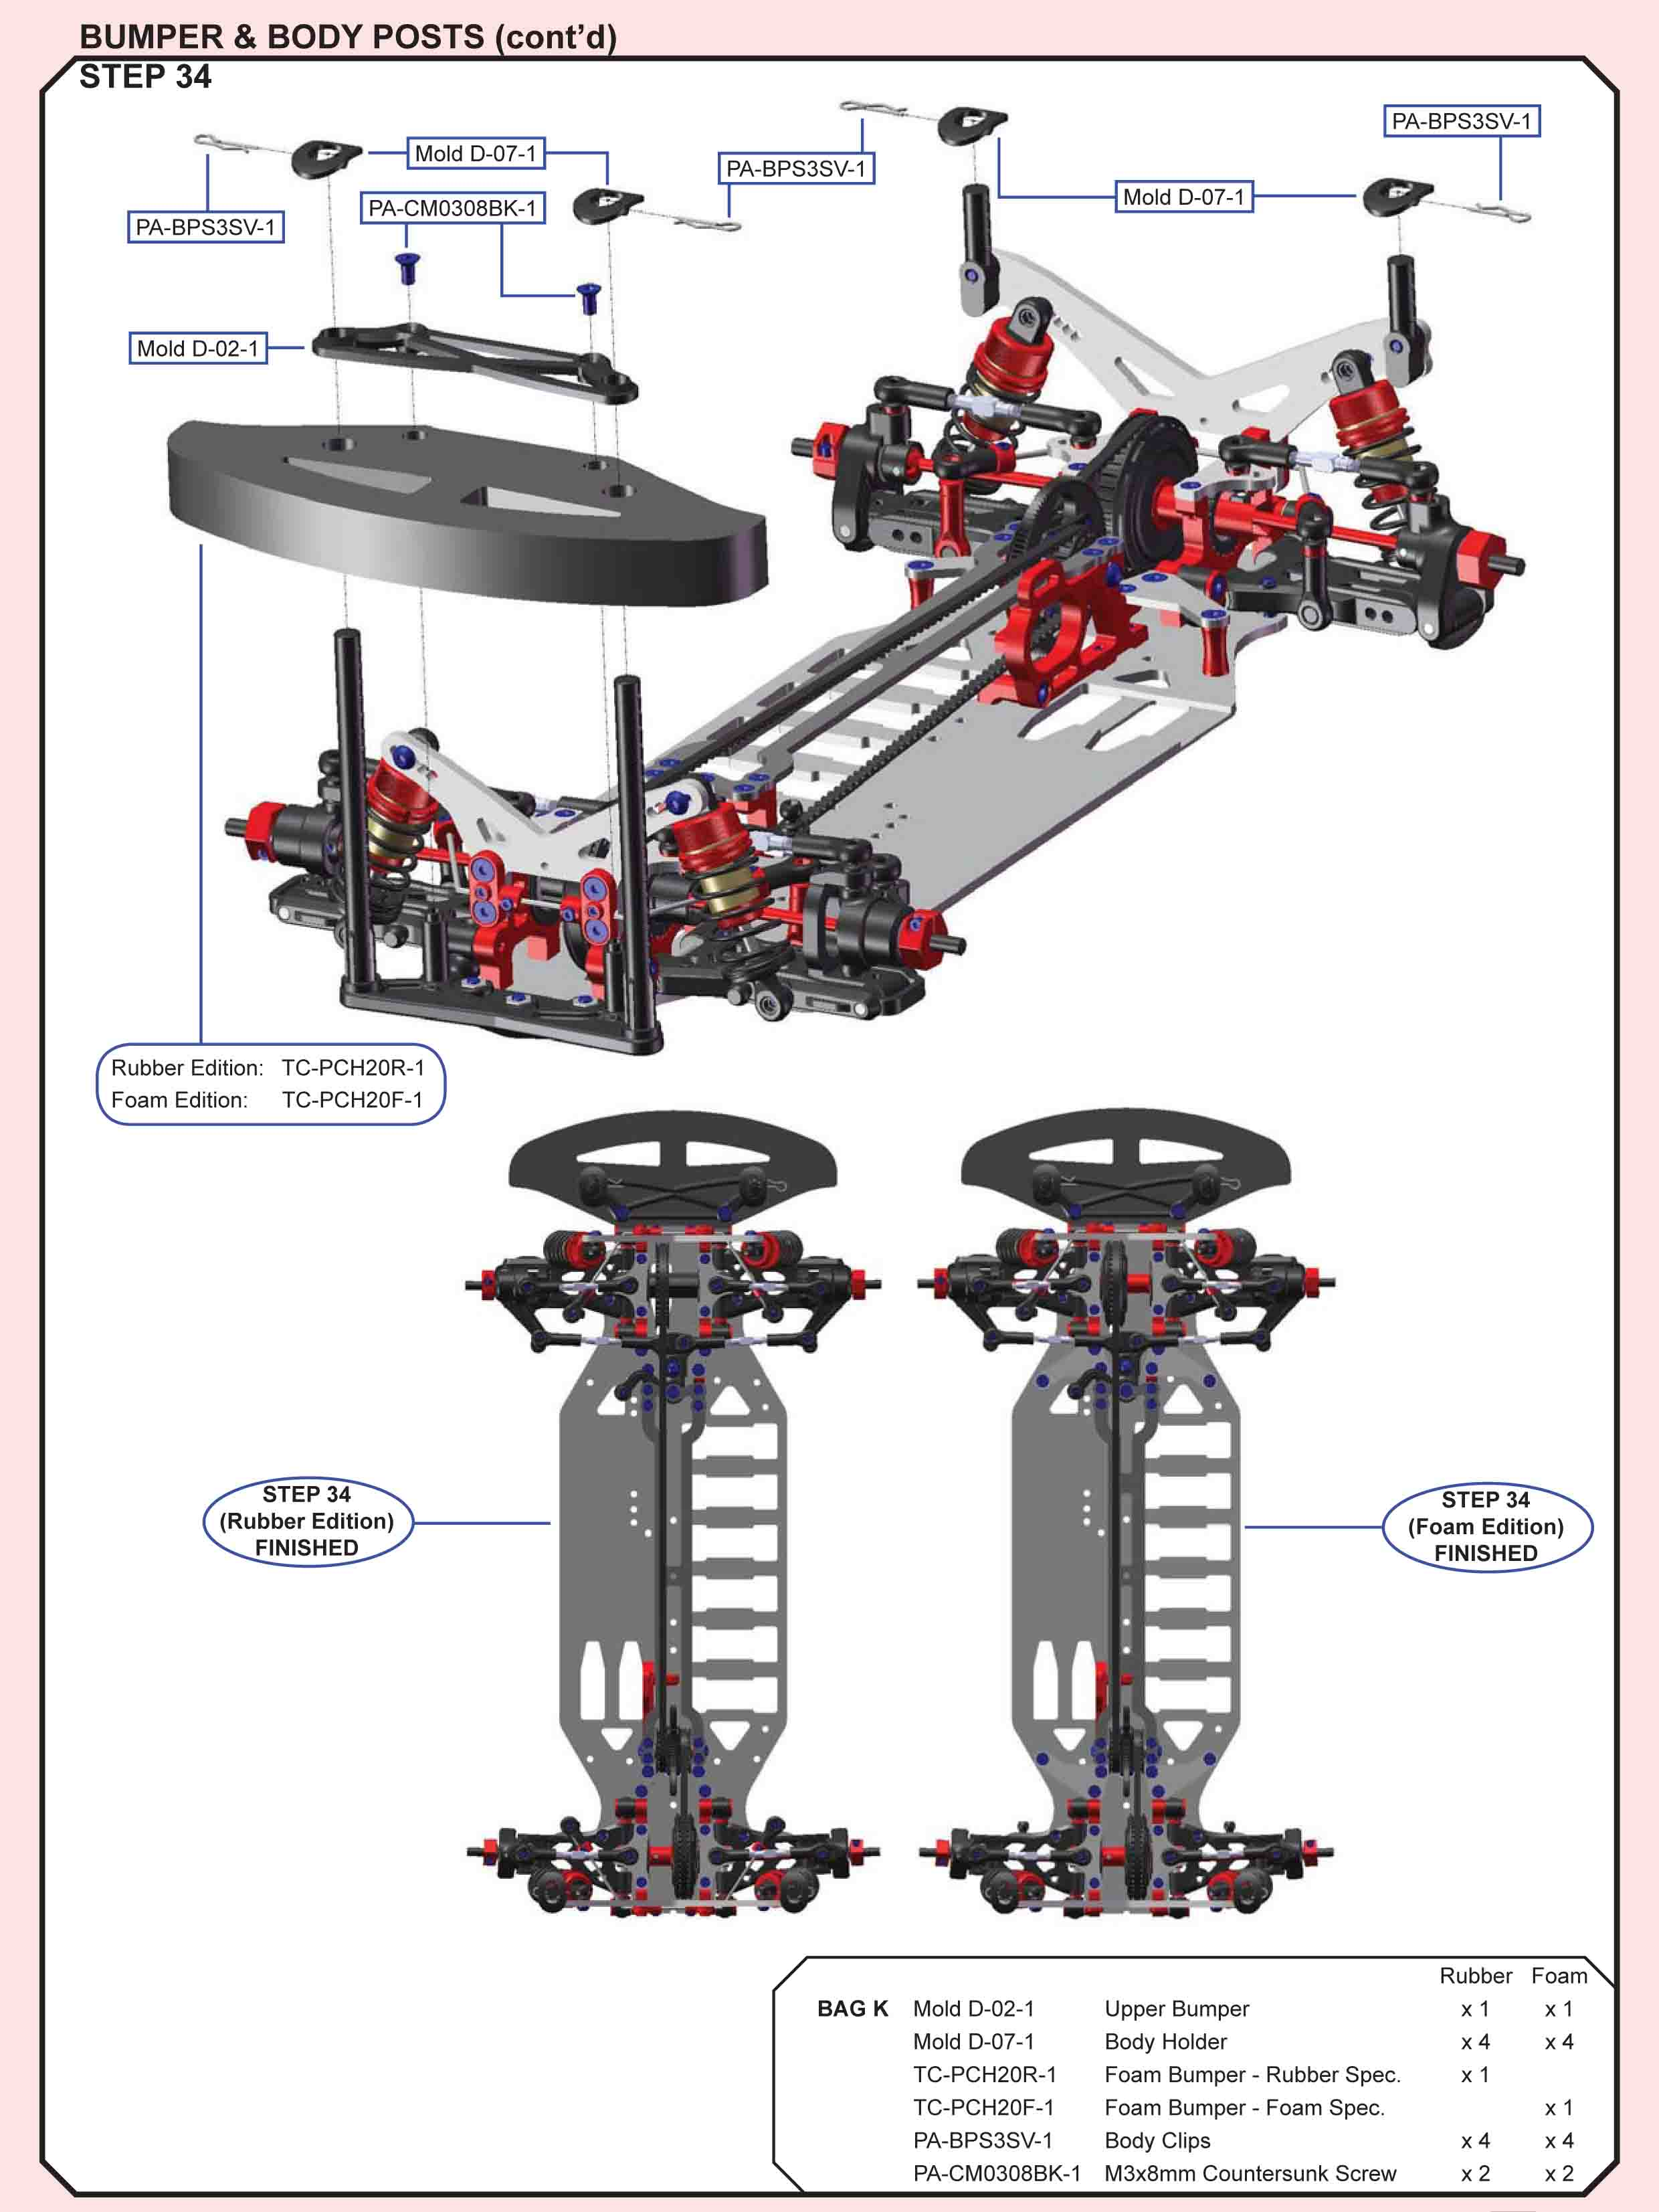 BUMPER & BODY POSTS (cont’d)
STEP 34
PA-BPS3SV-1
Mold D-07-1
PA-CM0308BK-1
PA-BPS3SV-1
PA-BPS3SV-1
Mold D-07-1
Mold D-02-1
Rubber Edition: TC-PCH20R-1
Foam Edition: TC-PCH20F-1
STEP 34
(Rubber Edition)
FINISHED
STEP 34
(Foam Edition)
FINISHED
Rubber Foam
BAG K Mold D-02-1 Upper Bumper x 1 x 1
Mold D-07-1 Body Holder x 4 x 4
TC-PCH20R-1 Foam Bumper - Rubber Spec. x 1
TC-PCH20F-1 Foam Bumper - Foam Spec. x 1
PA-BPS3SV-1 Body Clips x 4 x 4
PA-CM0308BK-1 M3x8mm Countersunk Screw x 2 x 2